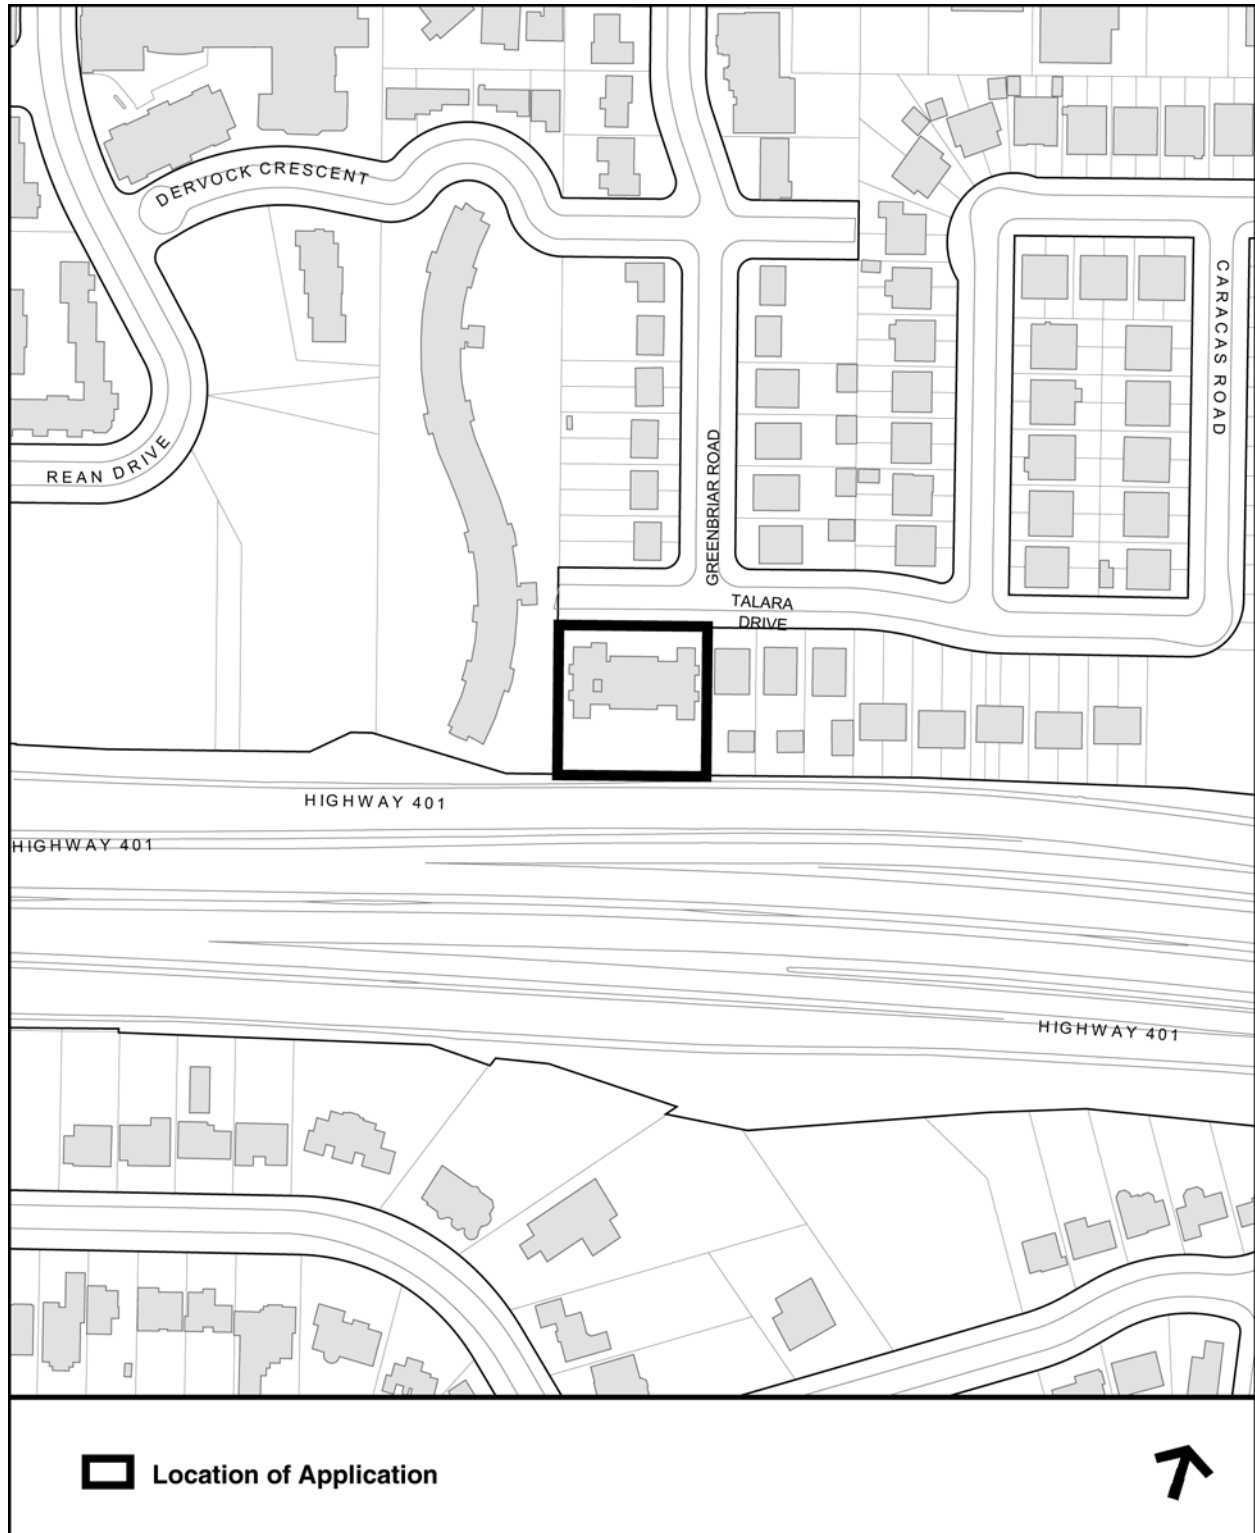 DERVOCK CRESCENT
CARACAS ROAD
REAN DRIVE
GREENBRIAR ROAD
TALARA
DRIVE
HIGHWAY 401
HIGHWAY 401
HIGHWAY 401
Location of Application